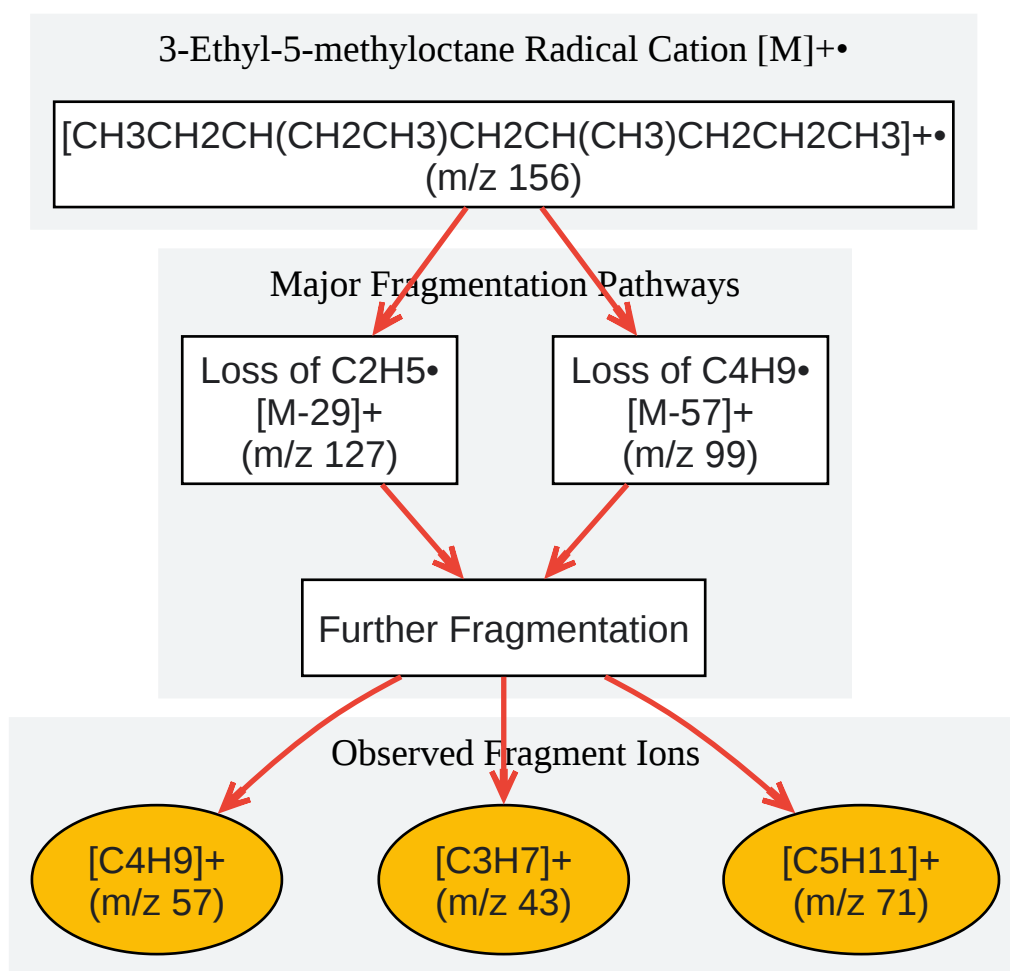 3-Ethyl-5-methyloctane Radical Cation [M]+•
[CH3CH2CH(CH2CH3)CH2CH(CH3)CH2CH2CH3]+•
(m/z 156)
Major Fragmentation Pathways
Loss of C2H5•
[M-29]+
(m/z 127)
Loss of C4H9•
[M-57]+
(m/z 99)
Further Fragmentation
Observed Fragment Ions
[C4H9]+
(m/z 57)
[C3H7]+
(m/z 43)
[C5H11]+
(m/z 71)